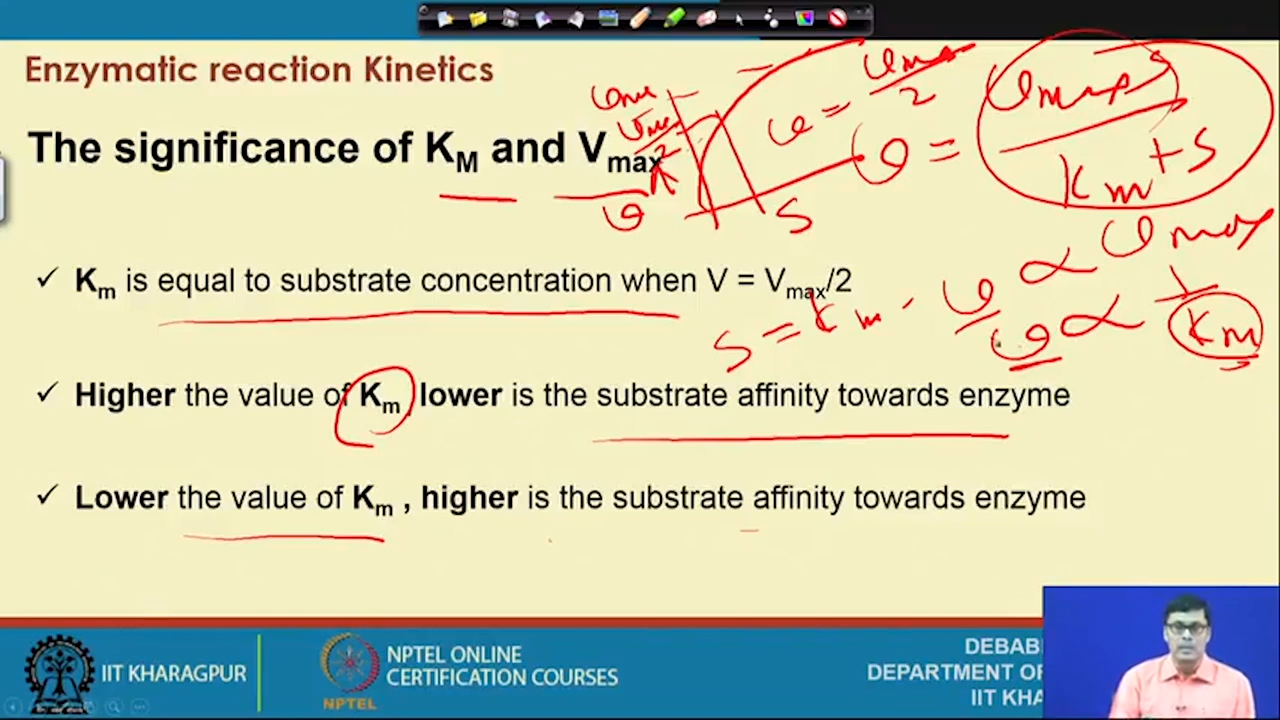 Enzymatic reaction Kinetics
The significance of KM and Vmax
v = vmax/2
v = vmax s / km + s
vmax
vmax/2
v
s
v ∝ vmax
✓ Km is equal to substrate concentration when V = Vmax/2
s = km
v ∝ 1/km
✓ Higher the value of Km lower is the substrate affinity towards enzyme
✓ Lower the value of Km , higher is the substrate affinity towards enzyme
IIT KHARAGPUR
NPTEL
NPTEL ONLINE
CERTIFICATION COURSES
DEBAB
DEPARTMENT OF
IIT KHA